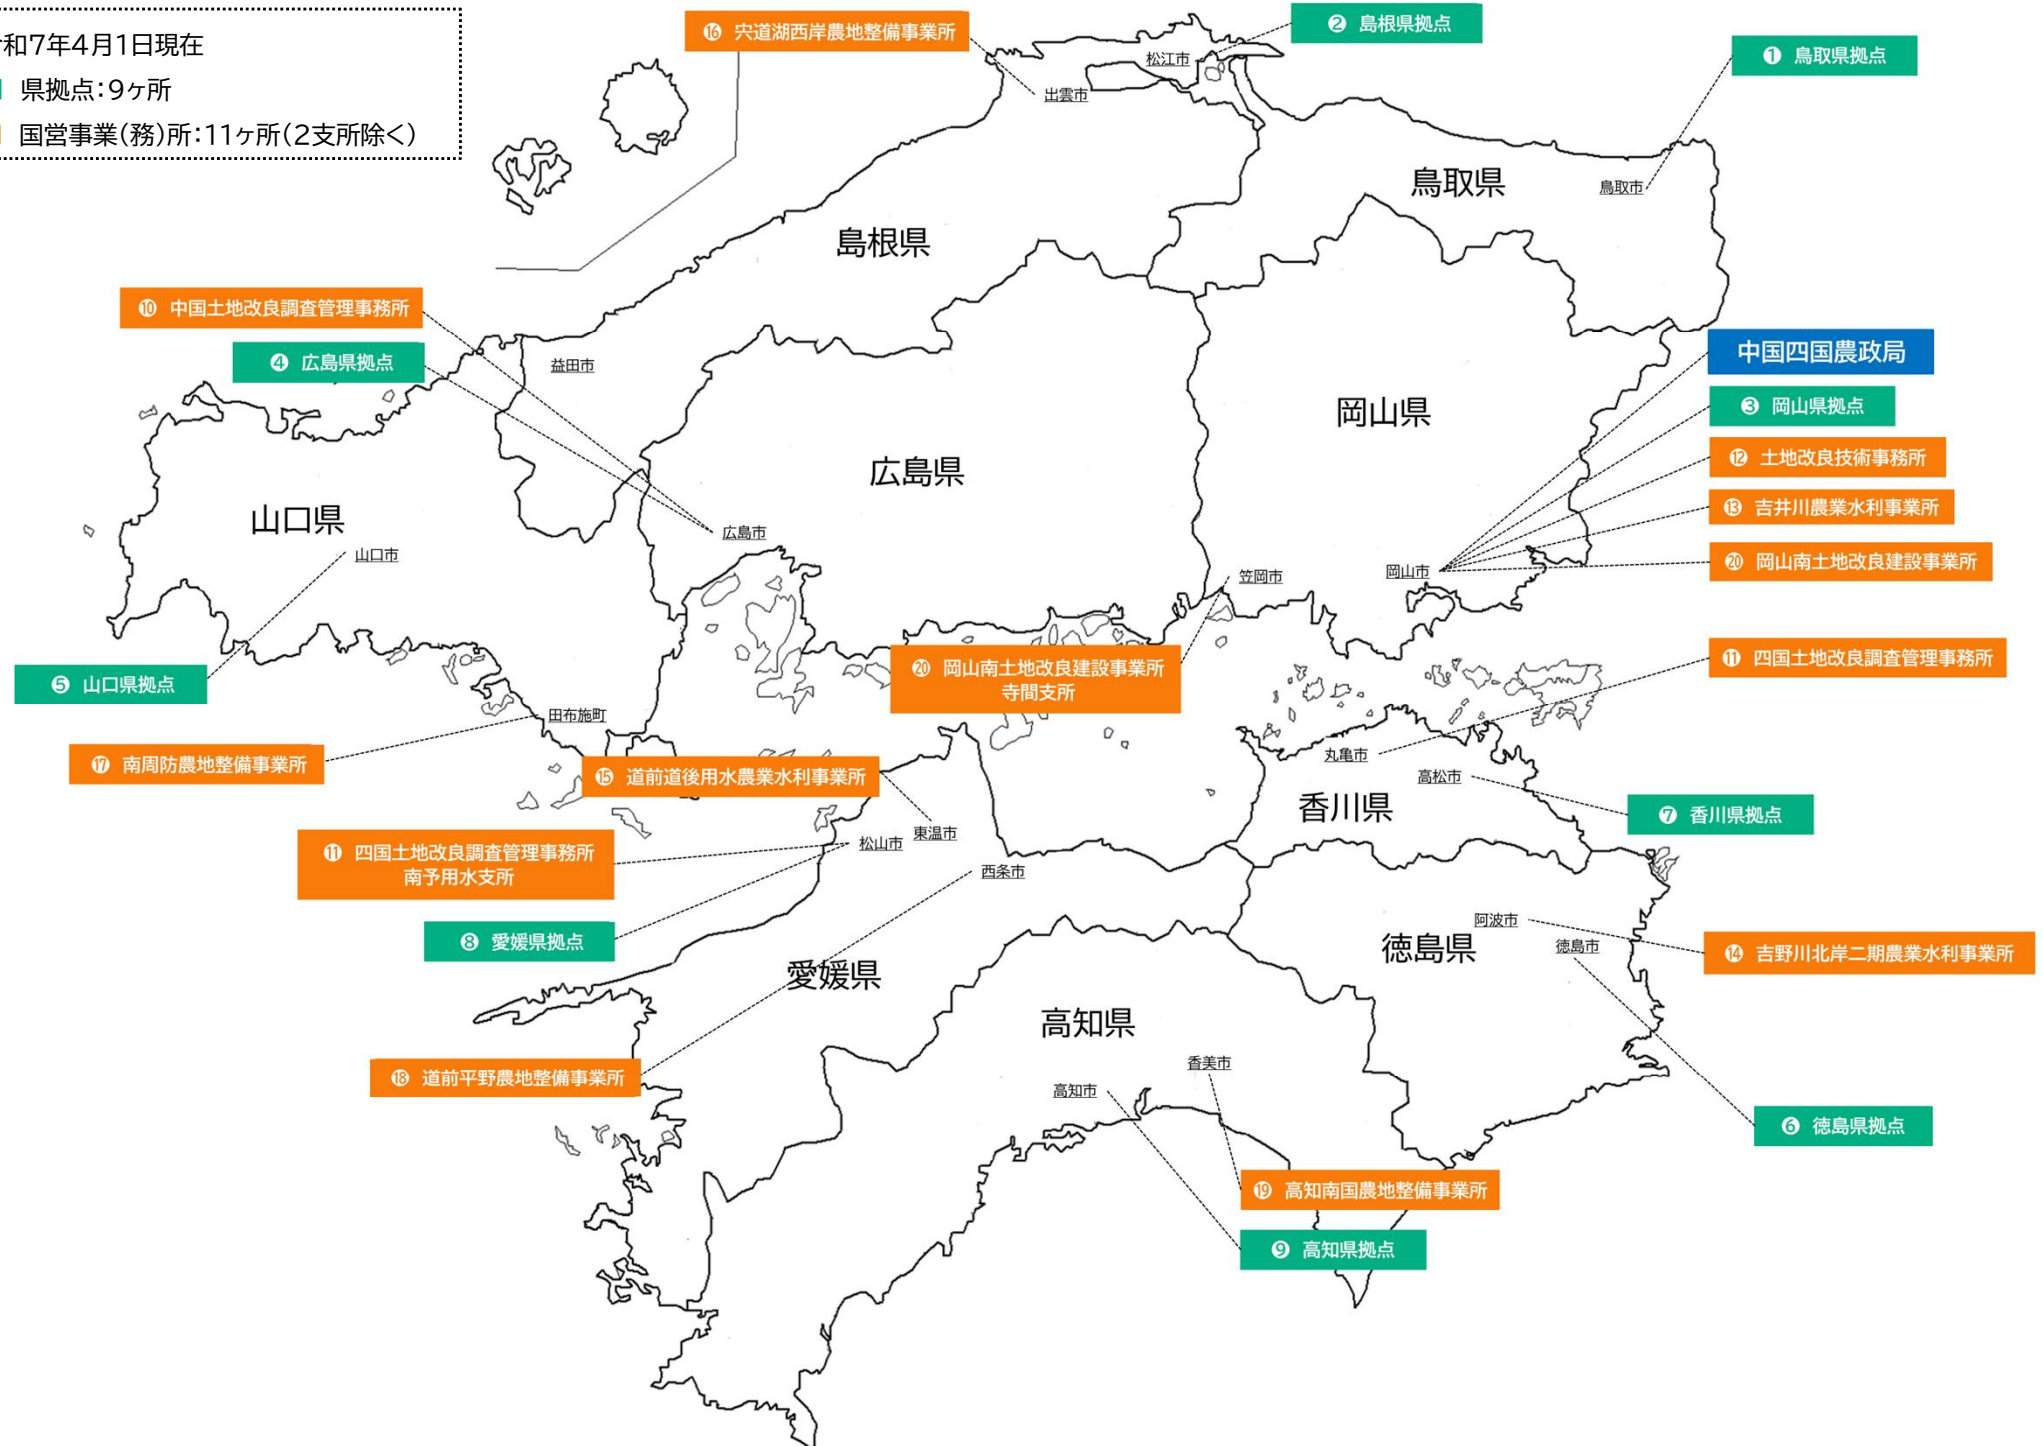 和7年4月1日現在
県拠点：9ヶ所
国営事業（務）所：11ヶ所（2支所除く）
⑯ 宍道湖西岸農地整備事業所
❷ 島根県拠点
❶ 鳥取県拠点
松江市
出雲市
鳥取県
鳥取市
島根県
⑩ 中国土地改良調査管理事務所
❹ 広島県拠点
益田市
中国四国農政局
❸ 岡山県拠点
岡山県
⑫ 土地改良技術事務所
広島県
⑬ 吉井川農業水利事業所
山口県
広島市
山口市
⑳ 岡山南土地改良建設事業所
岡山市
笠岡市
⑪ 四国土地改良調査管理事務所
⑳ 岡山南土地改良建設事業所
寺間支所
❺ 山口県拠点
田布施町
⑰ 南周防農地整備事業所
丸亀市
⑮ 道前道後用水農業水利事業所
高松市
香川県
❼ 香川県拠点
東温市
松山市
⑪ 四国土地改良調査管理事務所
南予用水支所
西条市
阿波市
❽ 愛媛県拠点
徳島県
徳島市
⑭ 吉野川北岸二期農業水利事業所
愛媛県
高知県
香美市
⑱ 道前平野農地整備事業所
高知市
❻ 徳島県拠点
⑲ 高知南国農地整備事業所
❾ 高知県拠点